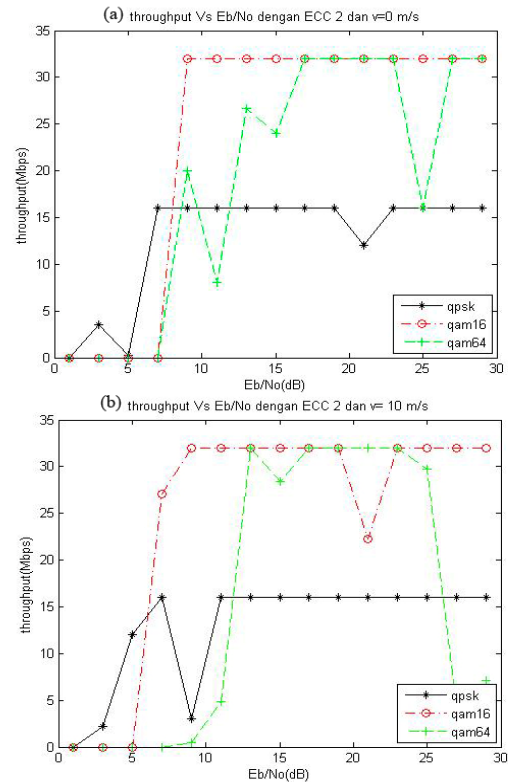 (a) throughput Vs Eb/No dengan ECC 2 dan v=0 m/s
35
30
25
20
15
10
5
0
throughput(Mbps)
0 5 10 15 20 25 30
Eb/No(dB)
qpsk
qam16
qam64
(b) throughput Vs Eb/No dengan ECC 2 dan v= 10 m/s
35
30
25
20
15
10
5
0
throughput(Mbps)
0 5 10 15 20 25 30
Eb/No(dB)
qpsk
qam16
qam64